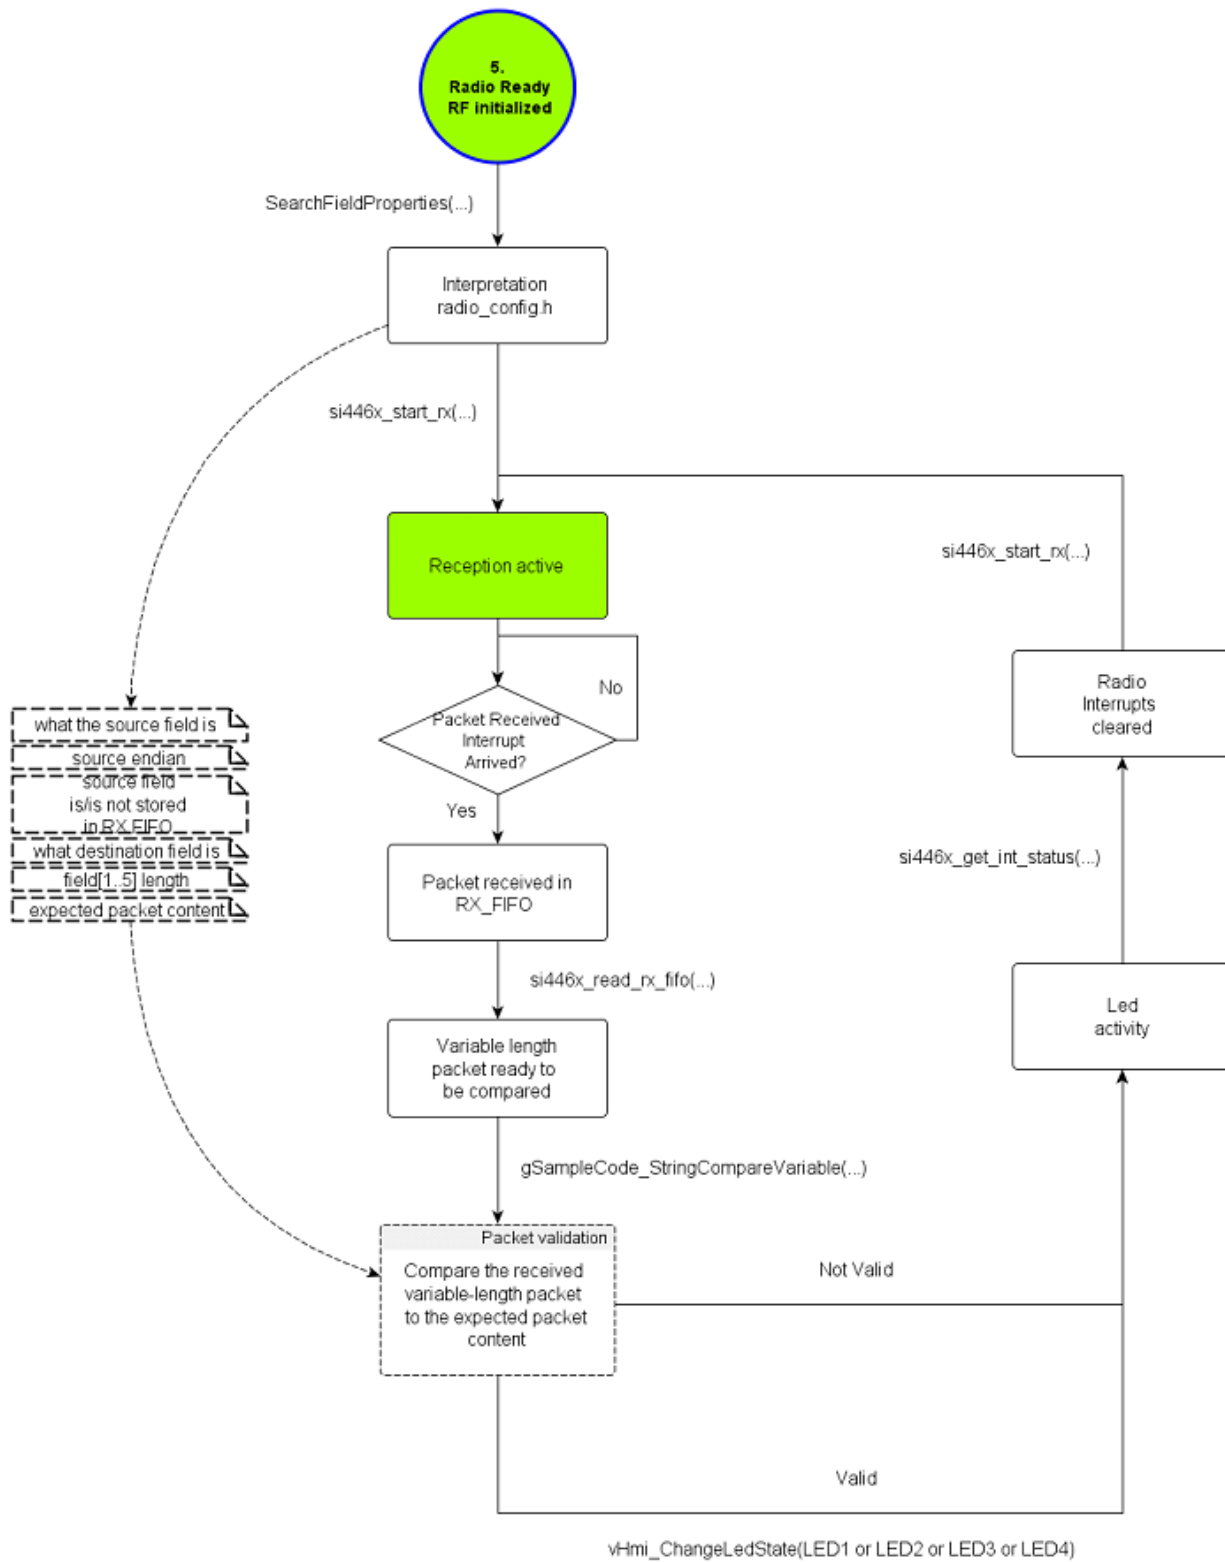 5.
Radio Ready
RF initialized
SearchFieldProperties(...)
Interpretation
radio_config.h
si446x_start_rx(...)
Reception active
si446x_start_rx(...)
No
Packet Received
Interrupt
Arrived?
Yes
Radio
Interrupts
cleared
what the source field is
source endian
source field
is/is not stored
in RX FIFO
what destination field is
field[1..5] length
expected packet content
Packet received in
RX_FIFO
si446x_get_int_status(...)
si446x_read_rx_fifo(...)
Led
activity
Variable length
packet ready to
be compared
gSampleCode_StringCompareVariable(...)
Packet validation
Compare the received
variable-length packet
to the expected packet
content
Not Valid
Valid
vHmi_ChangeLedState(LED1 or LED2 or LED3 or LED4)